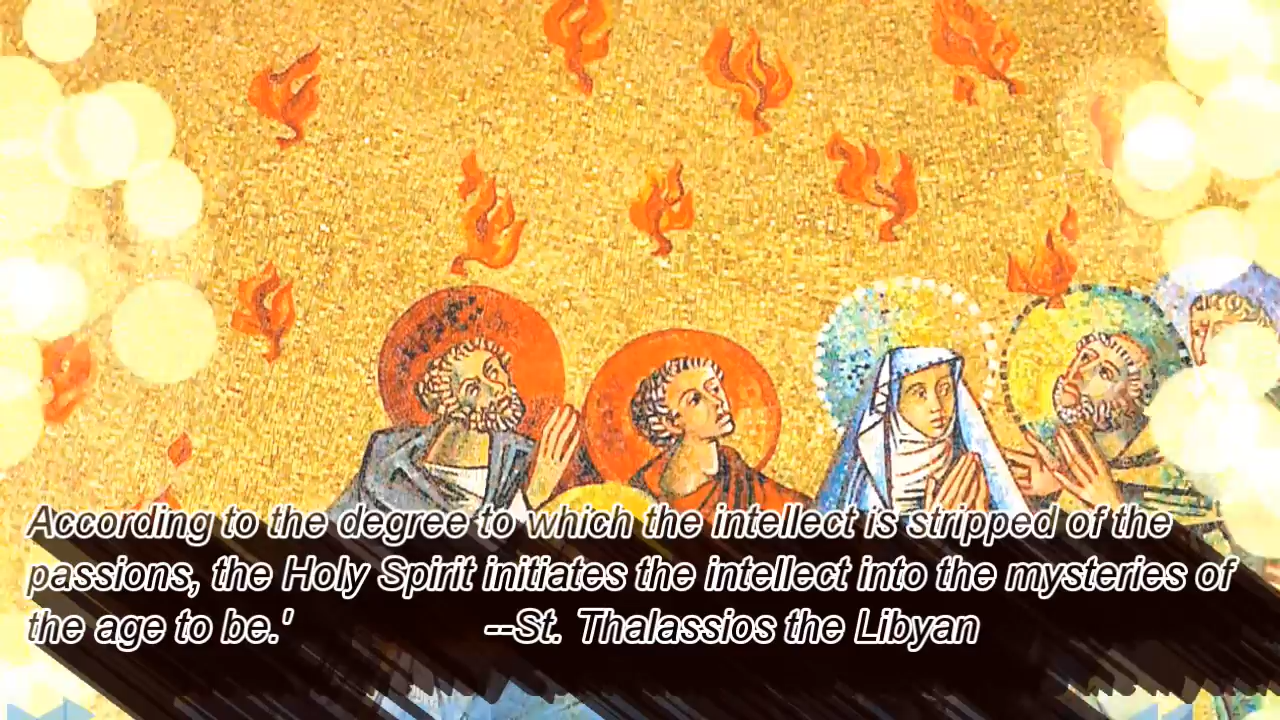 According to the degree to which the intellect is stripped of the
passions, the Holy Spirit initiates the intellect into the mysteries of
the age to be.' --St. Thalassios the Libyan